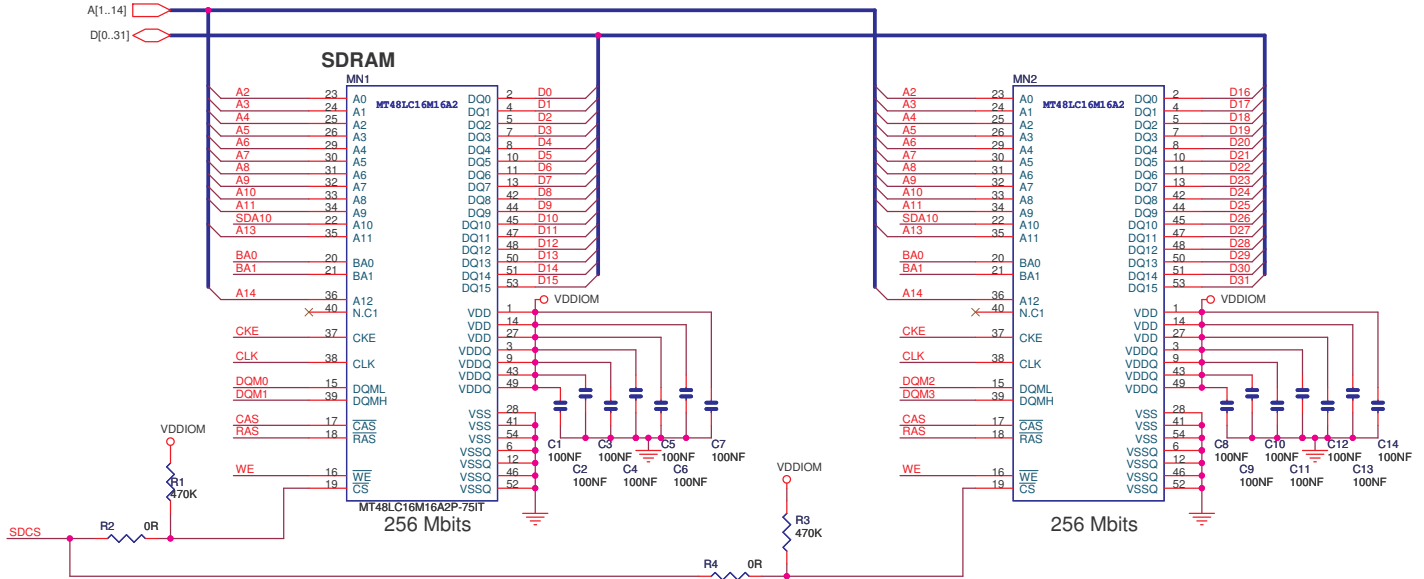 A[1..14]
D[0..31]
SDRAM
MN1
MT48LC16M16A2
A2 23 A0 DQ0 2 D0
A3 24 A1 DQ1 4 D1
A4 25 A2 DQ2 5 D2
A5 26 A3 DQ3 7 D3
A6 29 A4 DQ4 8 D4
A7 30 A5 DQ5 10 D5
A8 31 A6 DQ6 11 D6
A9 32 A7 DQ7 13 D7
A10 33 A8 DQ8 42 D8
A11 34 A9 DQ9 44 D9
SDA10 22 A10 DQ10 45 D10
A13 35 A11 DQ11 47 D11
DQ12 48 D12
BA0 20 BA0 DQ13 50 D13
BA1 21 BA1 DQ14 51 D14
DQ15 53 D15
A14 36 A12
40 N.C1 VDD 1 VDDIOM
VDD 14
CKE 37 CKE VDD 27
VDDQ 3
CLK 38 CLK VDDQ 9
VDDQ 43
DQM0 15 DQML VDDQ 49
DQM1 39 DQMH
VSS 28
CAS 17 CAS VSS 41
RAS 18 RAS VSS 54
VSSQ 6
VSSQ 12
WE 16 WE VSSQ 46
19 CS VSSQ 52
C1 C3 C5 C7
100NF 100NF 100NF 100NF
C2 C4 C6
100NF 100NF 100NF
MT48LC16M16A2P-75IT
256 Mbits
VDDIOM
R1
470K
SDCS
R2 0R
MN2
MT48LC16M16A2
A2 23 A0 DQ0 2 D16
A3 24 A1 DQ1 4 D17
A4 25 A2 DQ2 5 D18
A5 26 A3 DQ3 7 D19
A6 29 A4 DQ4 8 D20
A7 30 A5 DQ5 10 D21
A8 31 A6 DQ6 11 D22
A9 32 A7 DQ7 13 D23
A10 33 A8 DQ8 42 D24
A11 34 A9 DQ9 44 D25
SDA10 22 A10 DQ10 45 D26
A13 35 A11 DQ11 47 D27
DQ12 48 D28
BA0 20 BA0 DQ13 50 D29
BA1 21 BA1 DQ14 51 D30
DQ15 53 D31
A14 36 A12
40 N.C1 VDD 1 VDDIOM
VDD 14
CKE 37 CKE VDD 27
VDDQ 3
CLK 38 CLK VDDQ 9
VDDQ 43
DQM2 15 DQML VDDQ 49
DQM3 39 DQMH
VSS 28
CAS 17 CAS VSS 41
RAS 18 RAS VSS 54
VSSQ 6
VSSQ 12
WE 16 WE VSSQ 46
19 CS VSSQ 52
C8 C10 C12 C14
100NF 100NF 100NF 100NF
C9 C11 C13
100NF 100NF 100NF
256 Mbits
VDDIOM
R3
470K
R4 0R